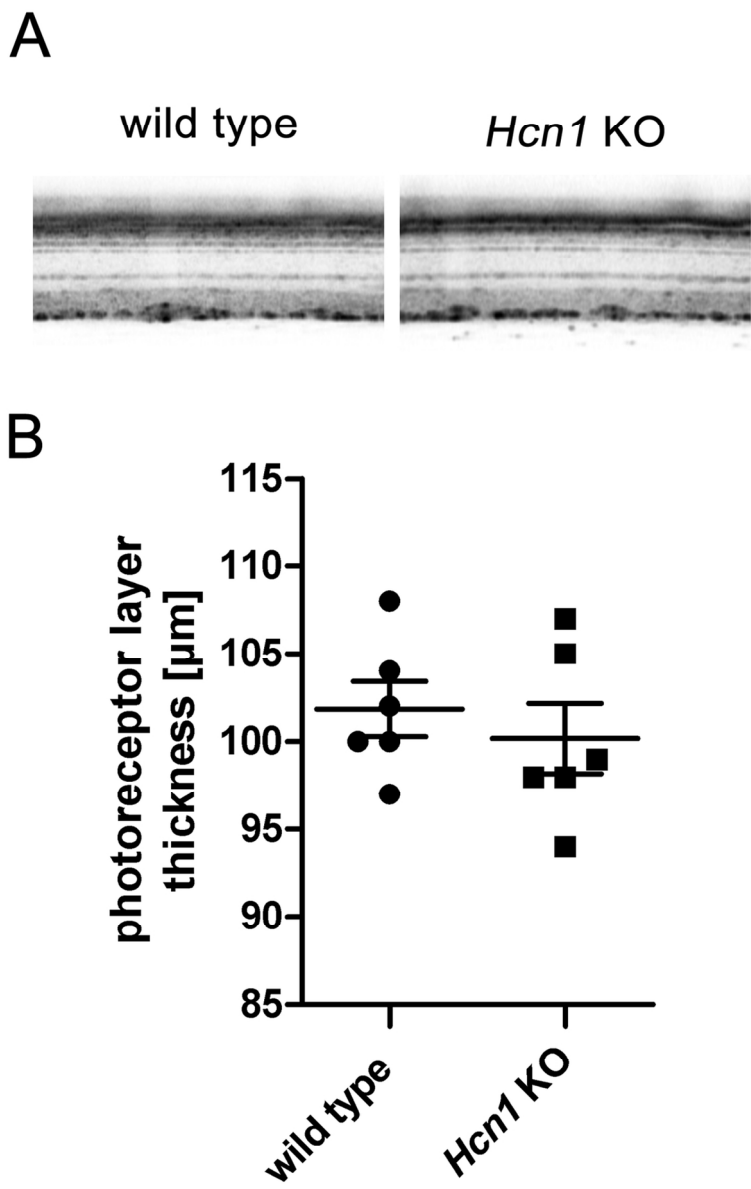 A
wild type
Hcn1 KO
B
photoreceptor layer
thickness [µm]
115
110
105
100
95
90
85
wild type
Hcn1 KO